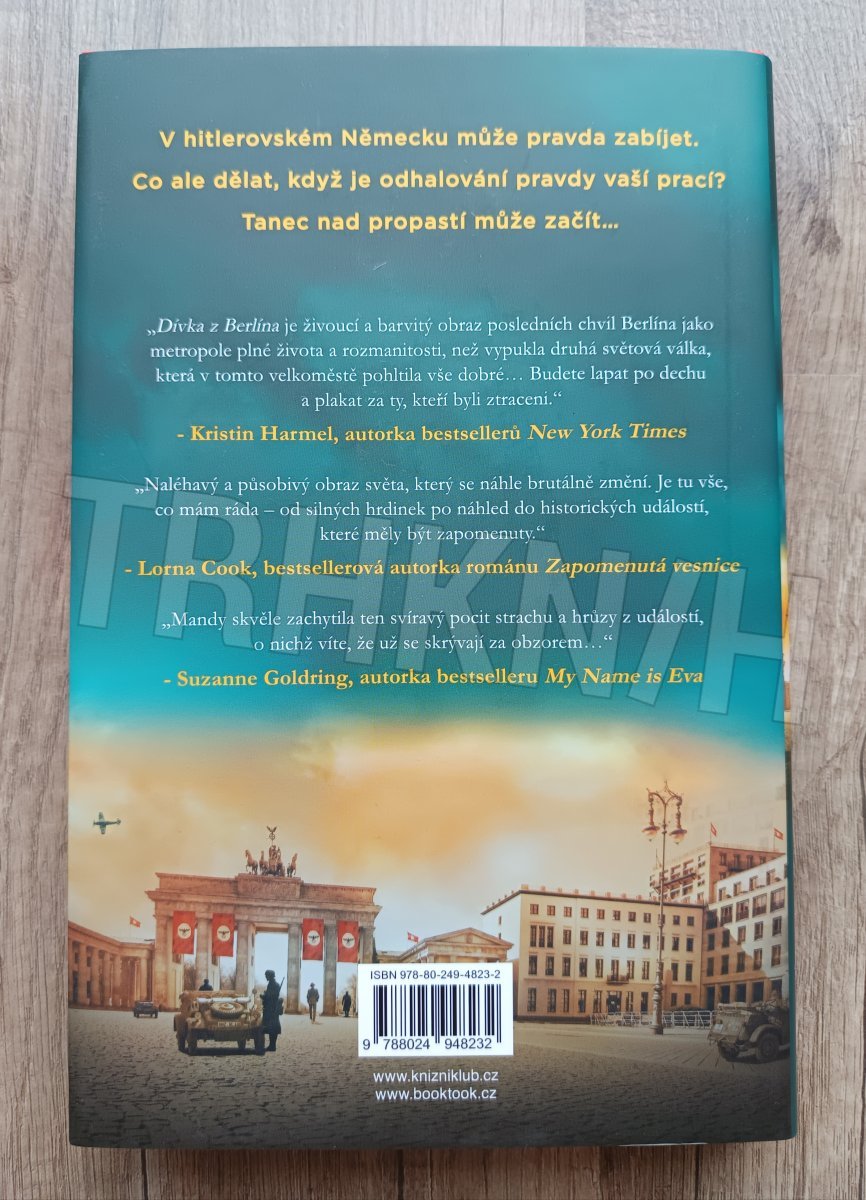 V hitlerovském Německu může pravda zabíjet.
Co ale dělat, když je odhalování pravdy vaší prací?
Tanec nad propastí může začít…
„Dívka z Berlína je živoucí a barvitý obraz posledních chvil Berlína jako
metropole plné života a rozmanitosti, než vypukla druhá světová válka,
která v tomto velkoměstě pohltila vše dobré… Budete lapat po dechu
a plakat za ty, kteří byli ztraceni.“
- Kristin Harmel, autorka bestsellerů New York Times
„Naléhavý a působivý obraz světa, který se náhle brutálně změní. Je tu vše,
co mám ráda – od silných hrdinek po náhled do historických událostí,
které měly být zapomenuty.“
- Lorna Cook, bestsellerová autorka románu Zapomenutá vesnice
„Mandy skvěle zachytila ten svíravý pocit strachu a hrůzy z událostí,
o nichž víte, že už se skrývají za obzorem…“
- Suzanne Goldring, autorka bestselleru My Name is Eva
TRHKN/H
ISBN 978-80-249-4823-2
9 788024 948232
www.knizniklub.cz
www.booktook.cz